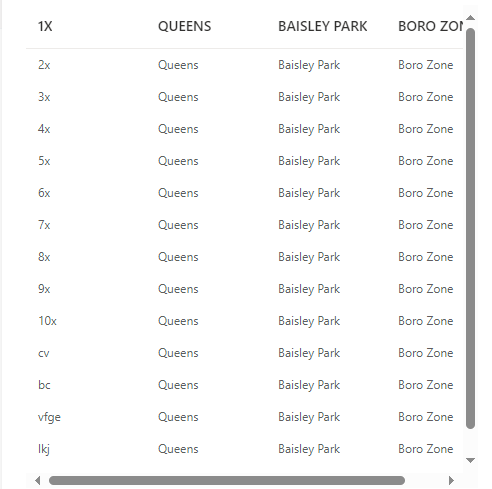 1X QUEENS BAISLEY PARK BORO
2x Queens Baisley Park Boro Zone
3x Queens Baisley Park Boro Zone
4x Queens Baisley Park Boro Zone
5x Queens Baisley Park Boro Zone
6x Queens Baisley Park Boro Zone
7x Queens Baisley Park Boro Zone
8x Queens Baisley Park Boro Zone
9x Queens Baisley Park Boro Zone
10x Queens Baisley Park Boro Zone
cv Queens Baisley Park Boro Zone
bc Queens Baisley Park Boro Zone
vfge Queens Baisley Park Boro Zone
lkj Queens Baisley Park Boro Zone